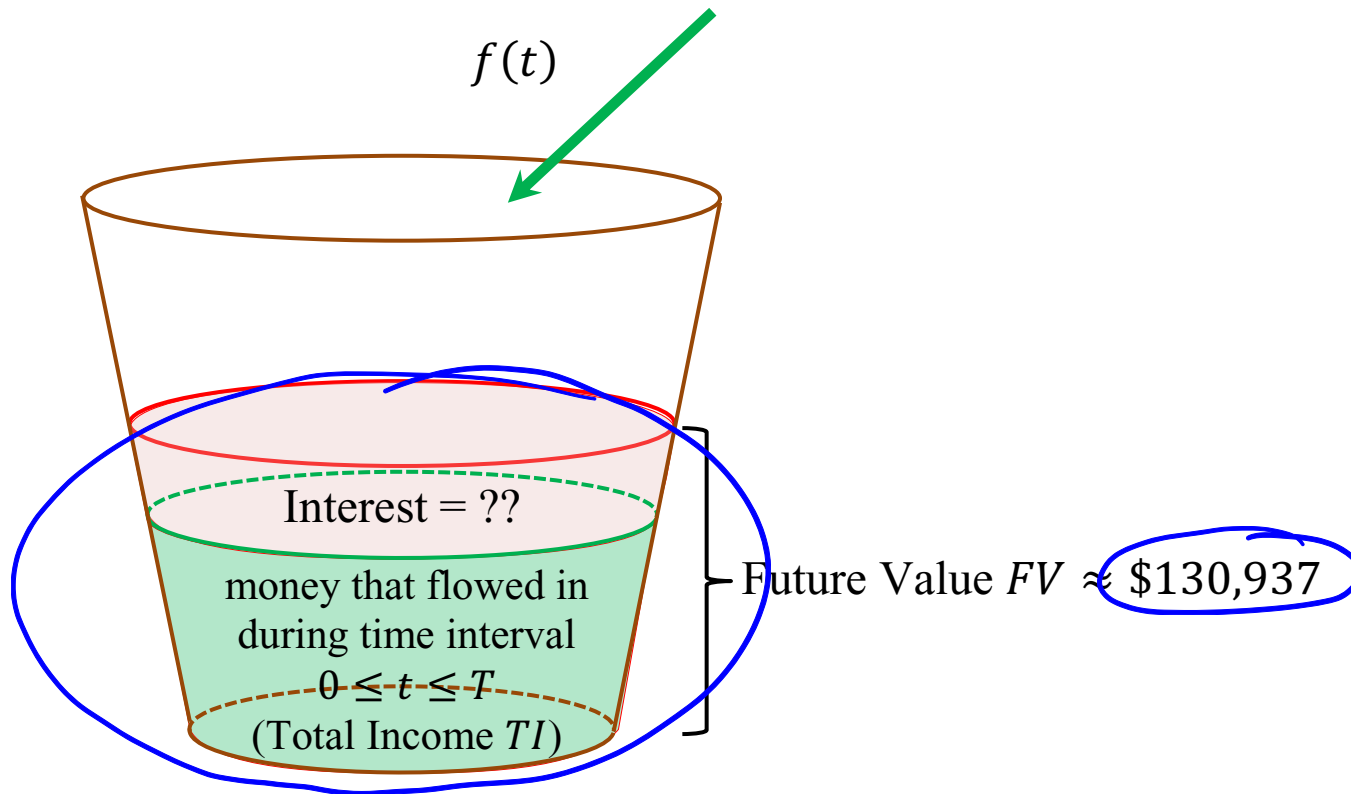 f(t)
Interest = ??
money that flowed in
during time interval
0 ≤ t ≤ T
(Total Income TI)
Future Value FV ≈ $130,937